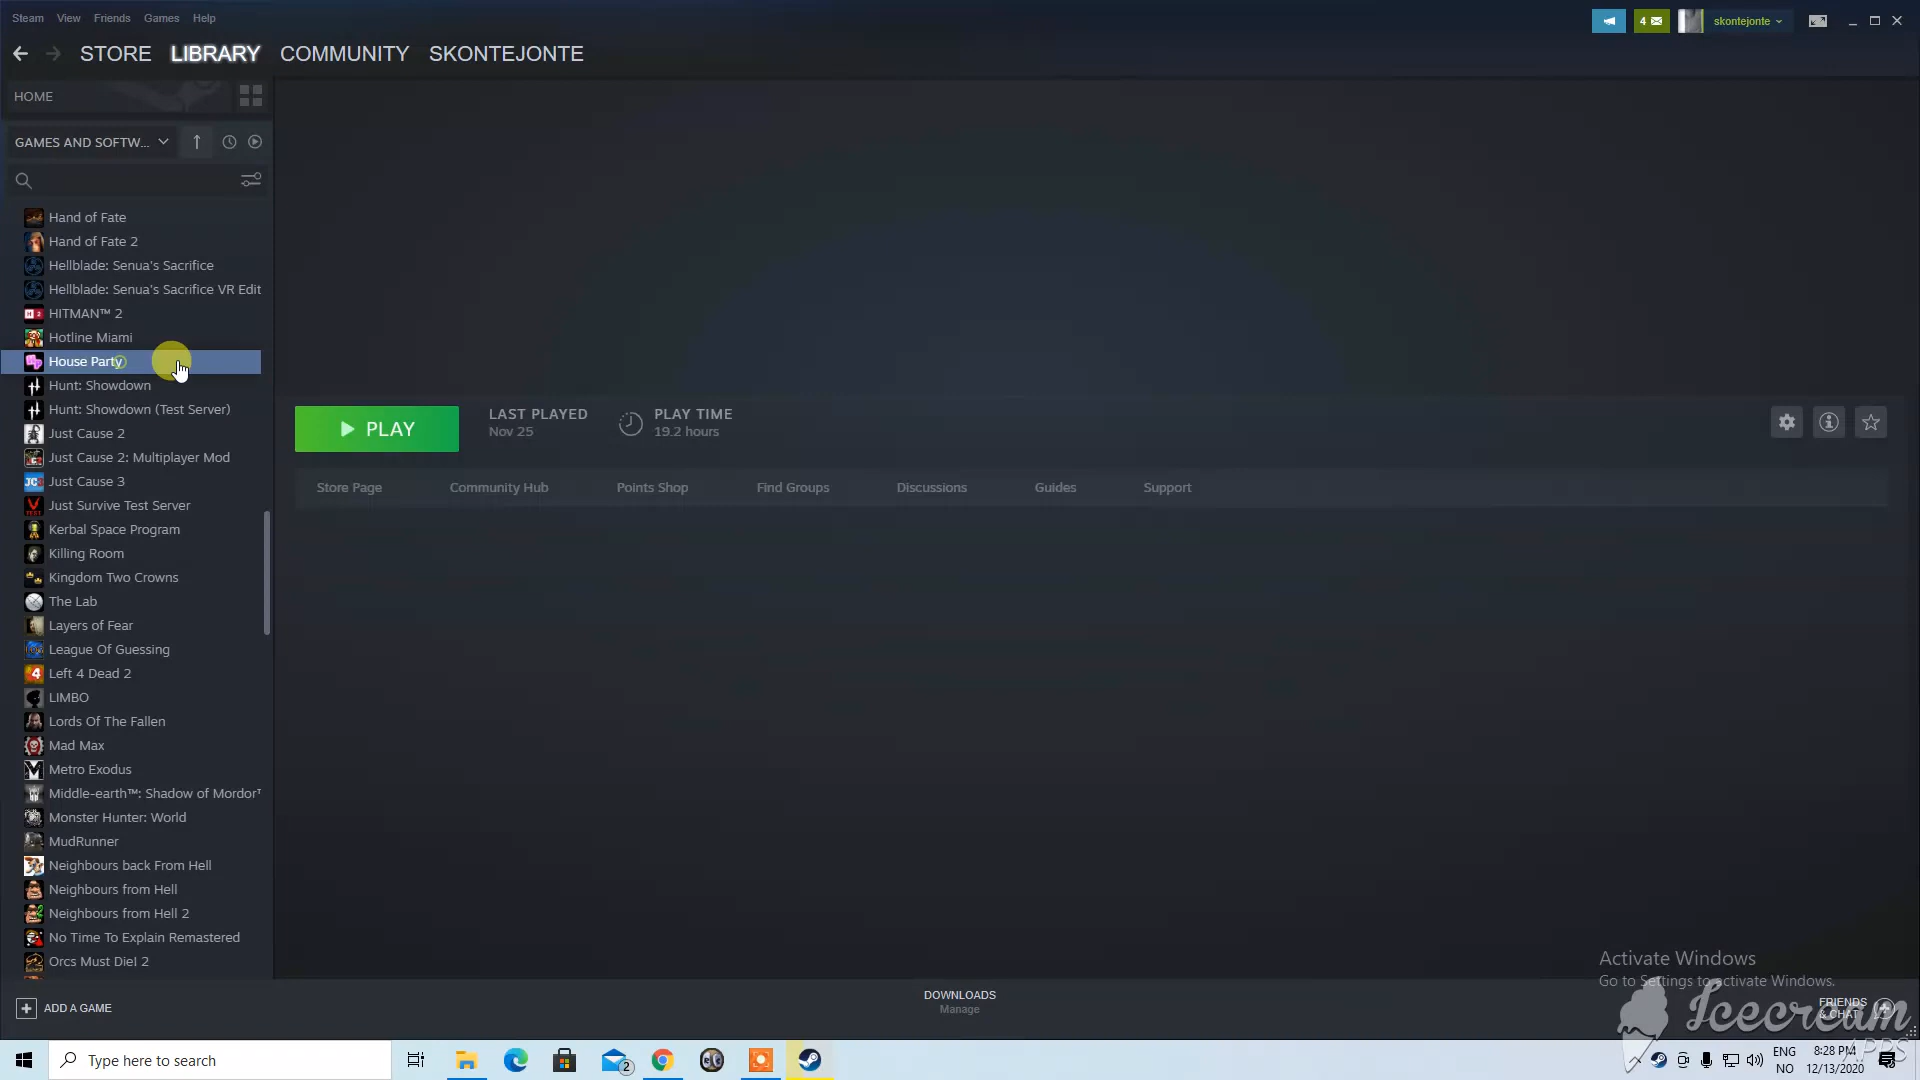 Steam View Friends Games Help
4 skontejonte
STORE LIBRARY COMMUNITY SKONTEJONTE
HOME
GAMES AND SOFTW...
Hand of Fate
Hand of Fate 2
Hellblade: Senua's Sacrifice
Hellblade: Senua's Sacrifice VR Edit
HITMAN™ 2
Hotline Miami
House Party
Hunt: Showdown
Hunt: Showdown (Test Server)
Just Cause 2
Just Cause 2: Multiplayer Mod
Just Cause 3
Just Survive Test Server
Kerbal Space Program
Killing Room
Kingdom Two Crowns
The Lab
Layers of Fear
League Of Guessing
Left 4 Dead 2
LIMBO
Lords Of The Fallen
Mad Max
Metro Exodus
Middle-earth™: Shadow of Mordor
Monster Hunter: World
MudRunner
Neighbours back From Hell
Neighbours from Hell
Neighbours from Hell 2
No Time To Explain Remastered
Orcs Must Die! 2
PLAY
LAST PLAYED
Nov 25
PLAY TIME
19.2 hours
Store Page Community Hub Points Shop Find Groups Discussions Guides Support
Activate Windows
Go to Settings to activate Windows.
ADD A GAME
DOWNLOADS
Manage
FRIENDS
& CHAT
Icecream
APPS
Type here to search
2
ENG
NO
8:28 PM
12/13/2020